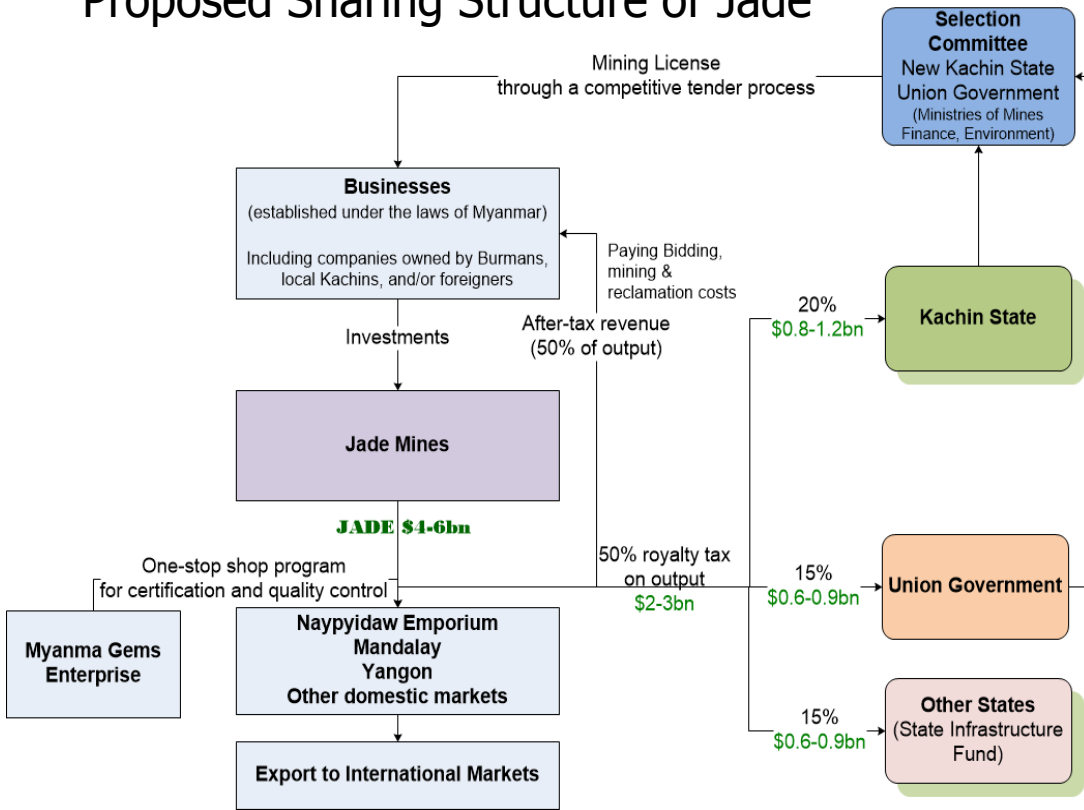 Proposed Sharing Structure of Jade
Selection
Committee
New Kachin State
Union Government
(Ministries of Mines
Finance, Environment)
Mining License
through a competitive tender process
Businesses
(established under the laws of Myanmar)
Including companies owned by Burmans,
local Kachins, and/or foreigners
Paying Bidding,
mining &
reclamation costs
After-tax revenue
(50% of output)
Investments
20%
$0.8-1.2bn
Kachin State
Jade Mines
JADE $4-6bn
One-stop shop program
for certification and quality control
50% royalty tax
on output
$2-3bn
15%
$0.6-0.9bn
Union Government
Myanma Gems
Enterprise
Naypyidaw Emporium
Mandalay
Yangon
Other domestic markets
15%
$0.6-0.9bn
Other States
(State Infrastructure
Fund)
Export to International Markets